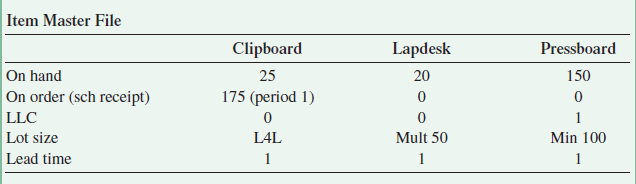 Item Master File
Clipboard Lapdesk Pressboard
On hand 25 20 150
On order (sch receipt) 175 (period 1) 0 0
LLC 0 0 1
Lot size L4L Mult 50 Min 100
Lead time 1 1 1